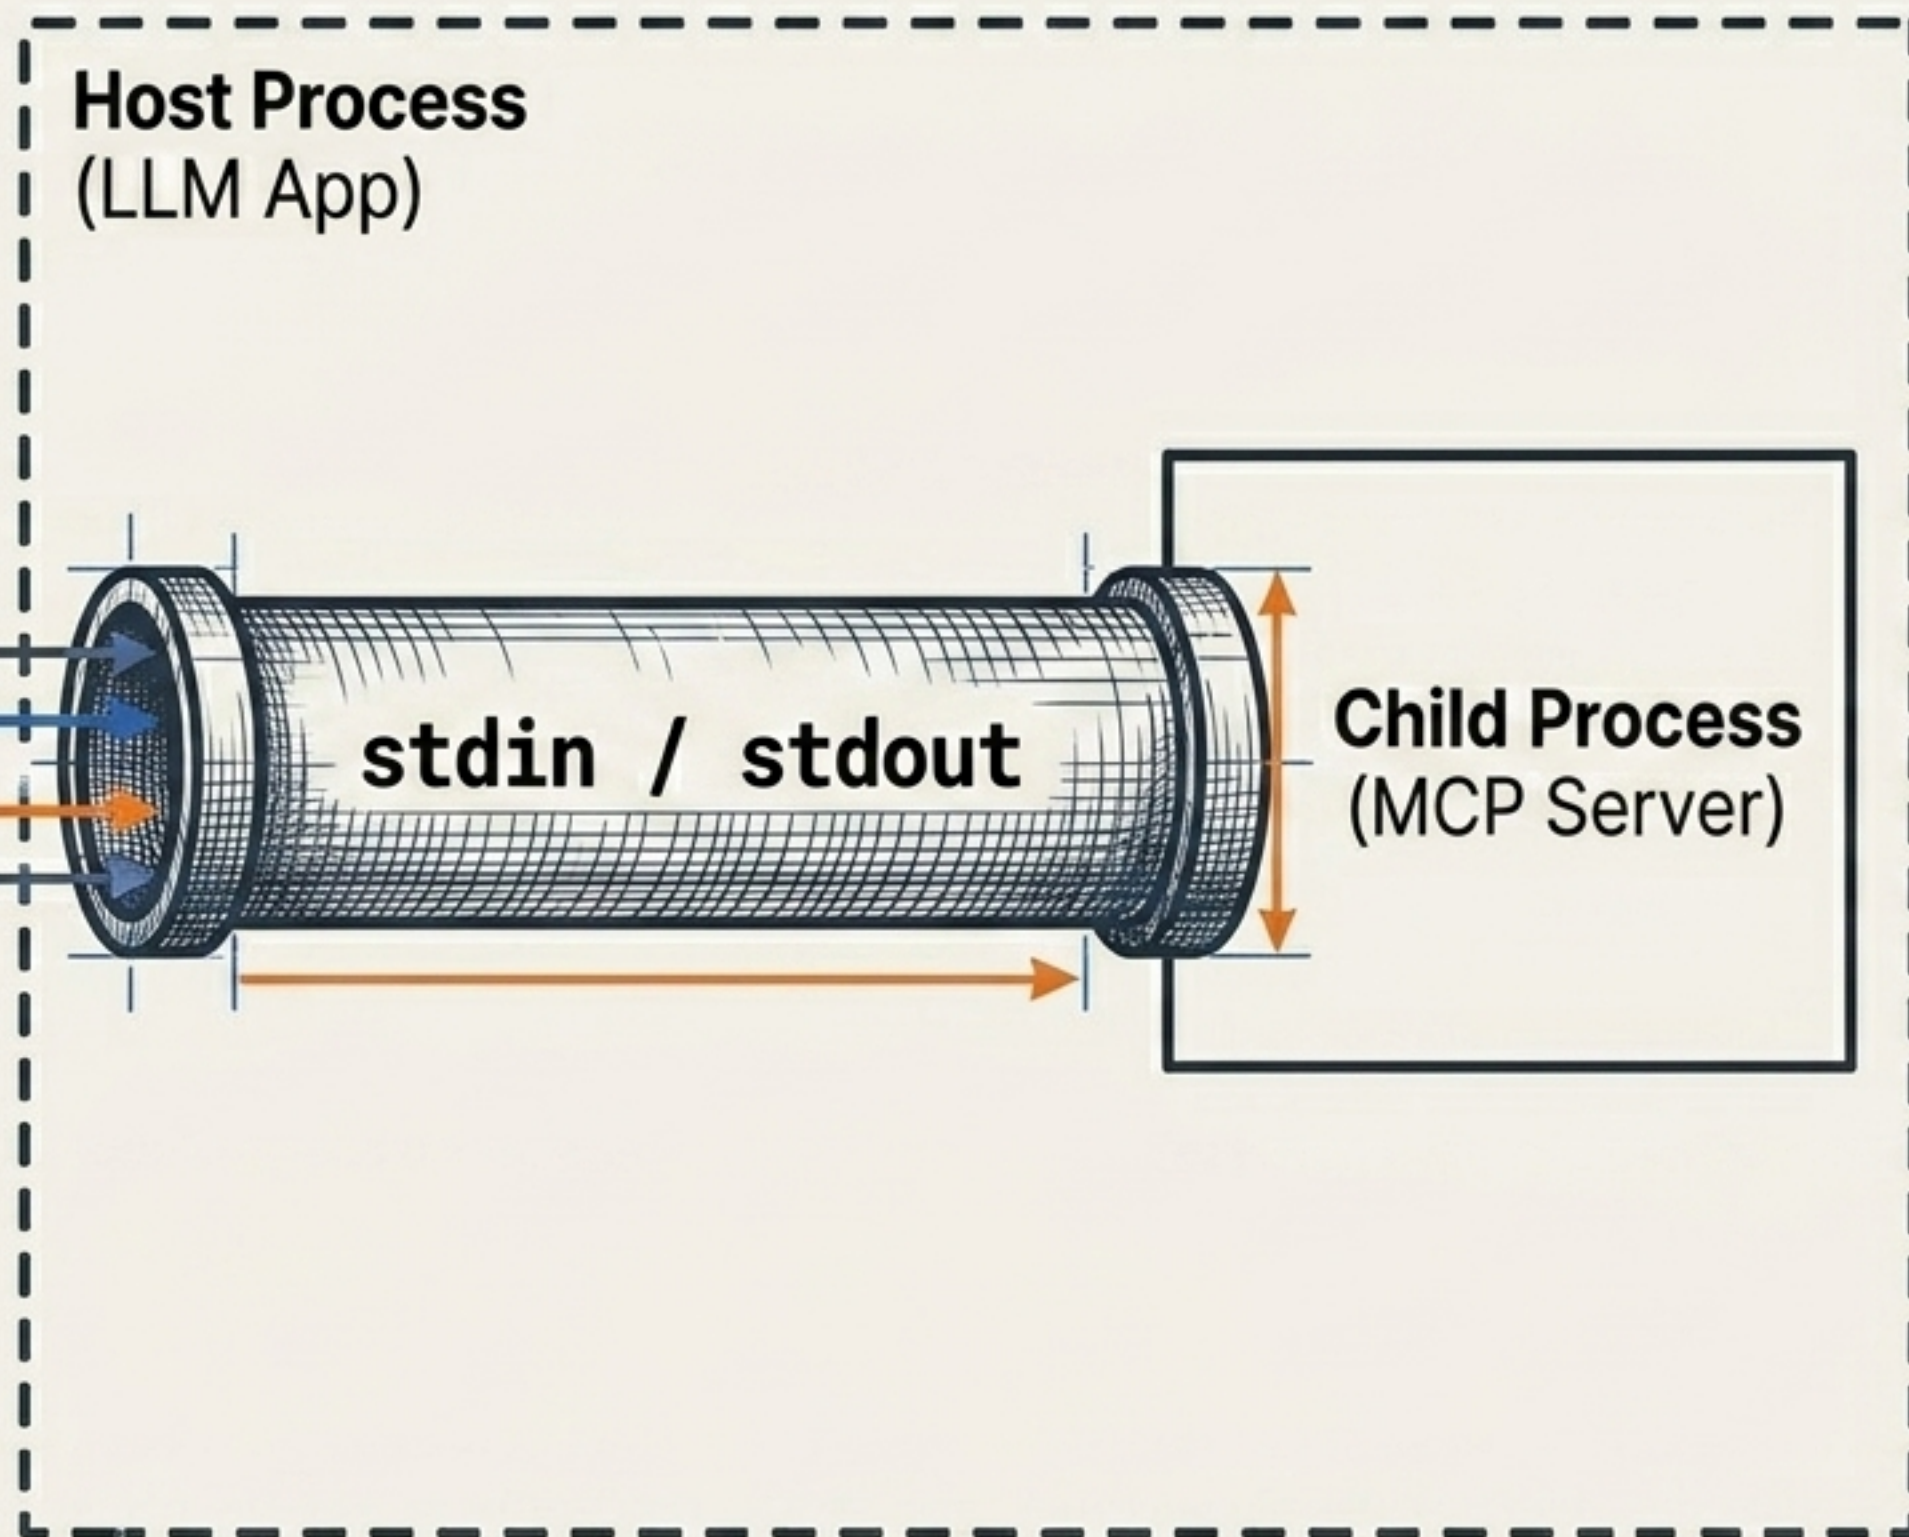 Host Process
(LLM App)
stdin / stdout
Child Process
(MCP Server)